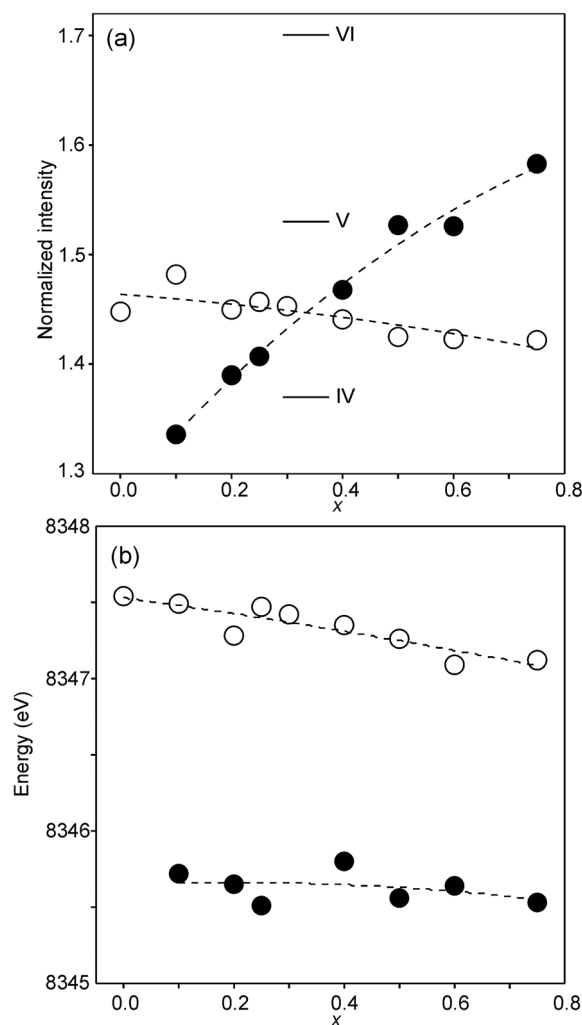 (a)
VI
V
IV
1.7
1.6
1.5
1.4
1.3
Normalized intensity
0.0 0.2 0.4 0.6 0.8
x
(b)
8348
8347
8346
8345
Energy (eV)
0.0 0.2 0.4 0.6 0.8
x